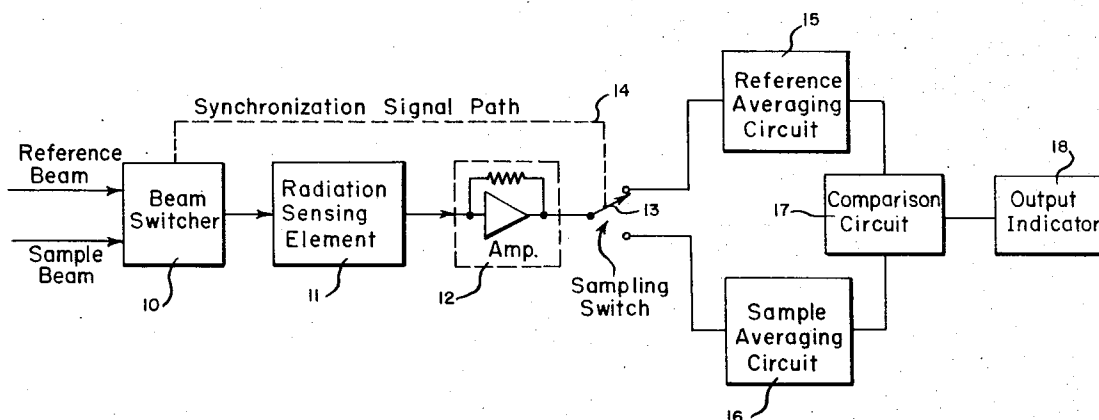 15
Reference
Averaging
Circuit
Synchronization Signal Path
14
Reference
Beam
Beam
Switcher
Sample
Beam
10
Radiation
Sensing
Element
11
Amp.
12
13
Sampling
Switch
18
Comparison
Circuit
17
Output
Indicator
Sample
Averaging
Circuit
16